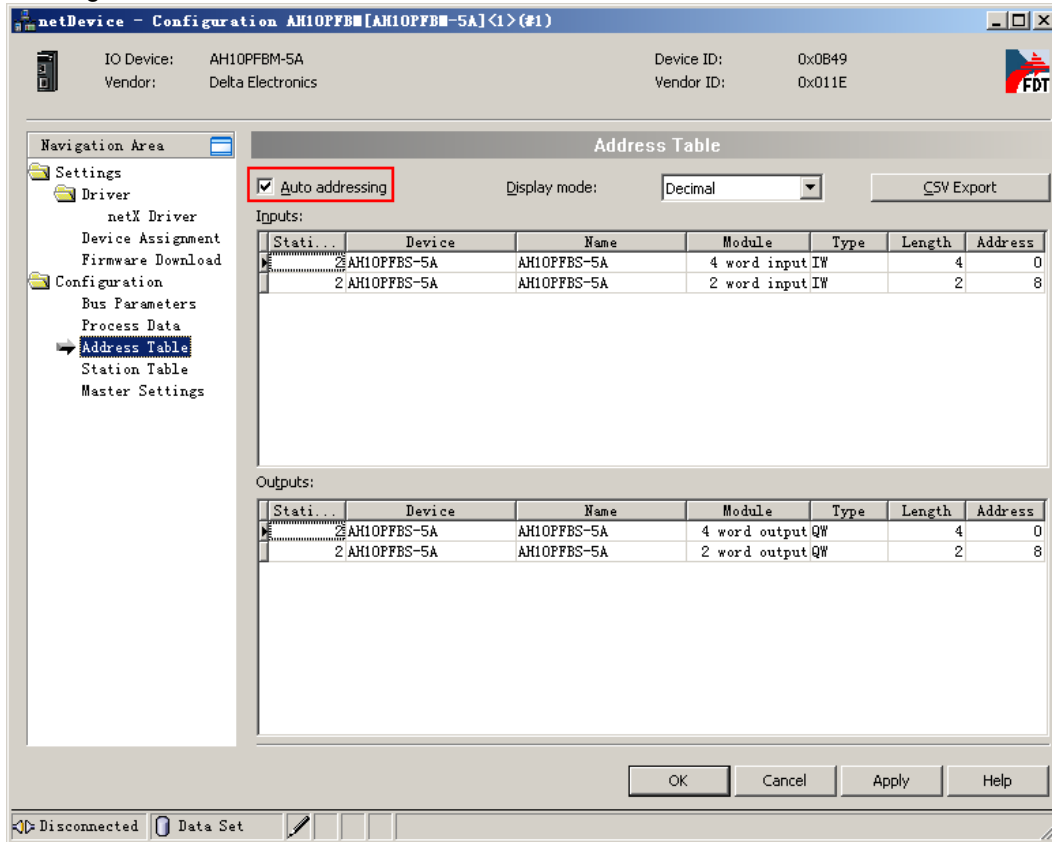 netDevice - Configuration AH10PFBM[AH10PFBM-5A]<1>(#1)
IO Device: AH10PFBM-5A Device ID: 0x0B49
Vendor: Delta Electronics Vendor ID: 0x011E
FDT
Navigation Area
Settings
Driver
netX Driver
Device Assignment
Firmware Download
Configuration
Bus Parameters
Process Data
Address Table
Station Table
Master Settings
Address Table
Auto addressing Display mode: Decimal CSV Export
Inputs:
Stati... Device Name Module Type Length Address
2 AH10PFBS-5A AH10PFBS-5A 4 word input IW 4 0
2 AH10PFBS-5A AH10PFBS-5A 2 word input IW 2 8
Outputs:
Stati... Device Name Module Type Length Address
2 AH10PFBS-5A AH10PFBS-5A 4 word output QW 4 0
2 AH10PFBS-5A AH10PFBS-5A 2 word output QW 2 8
OK Cancel Apply Help
Disconnected Data Set